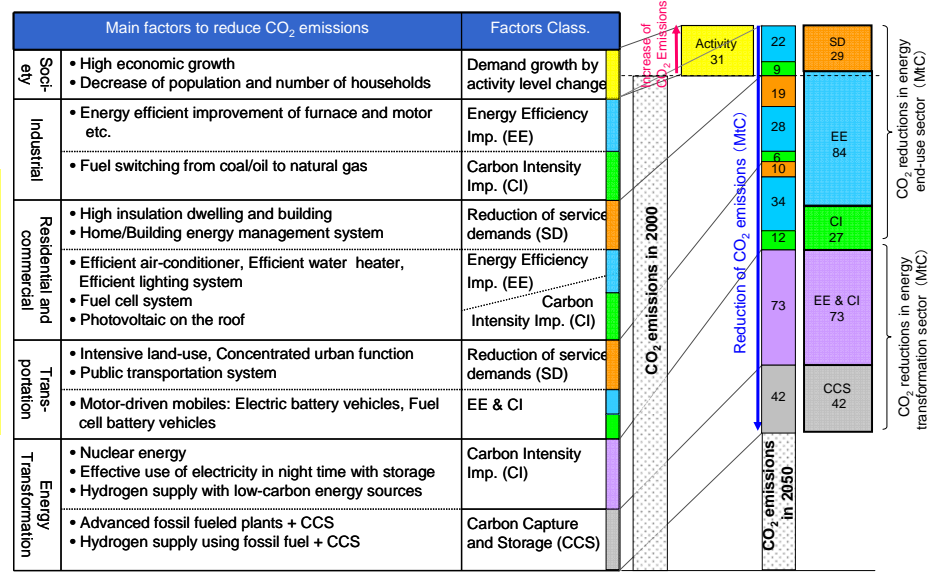 Main factors to reduce CO2 emissions
Factors Class.
Soci-
ety
• High economic growth
• Decrease of population and number of households
Demand growth by
activity level change
Industrial
• Energy efficient improvement of furnace and motor
etc.
Energy Efficiency
Imp. (EE)
• Fuel switching from coal/oil to natural gas
Carbon Intensity
Imp. (CI)
Residential and
commercial
• High insulation dwelling and building
• Home/Building energy management system
Reduction of service
demands (SD)
• Efficient air-conditioner, Efficient water heater,
Efficient lighting system
• Fuel cell system
• Photovoltaic on the roof
Energy Efficiency
Imp. (EE)
Carbon
Intensity Imp. (CI)
Trans-
portation
• Intensive land-use, Concentrated urban function
• Public transportation system
Reduction of service
demands (SD)
• Motor-driven mobiles: Electric battery vehicles, Fuel
cell battery vehicles
EE & CI
Energy
Transformation
• Nuclear energy
• Effective use of electricity in night time with storage
• Hydrogen supply with low-carbon energy sources
Carbon Intensity
Imp. (CI)
• Advanced fossil fueled plants + CCS
• Hydrogen supply using fossil fuel + CCS
Carbon Capture
and Storage (CCS)
CO2 emissions in 2000
Increase of
CO2 Emissions
Activity
31
Reduction of CO2 emissions (MtC)
22
9
19
28
6
10
34
12
73
42
CO2 emissions
in 2050
SD
29
EE
84
CI
27
EE & CI
73
CCS
42
CO2 reductions in energy
end-use sector (MtC)
CO2 reductions in energy
transformation sector (MtC)